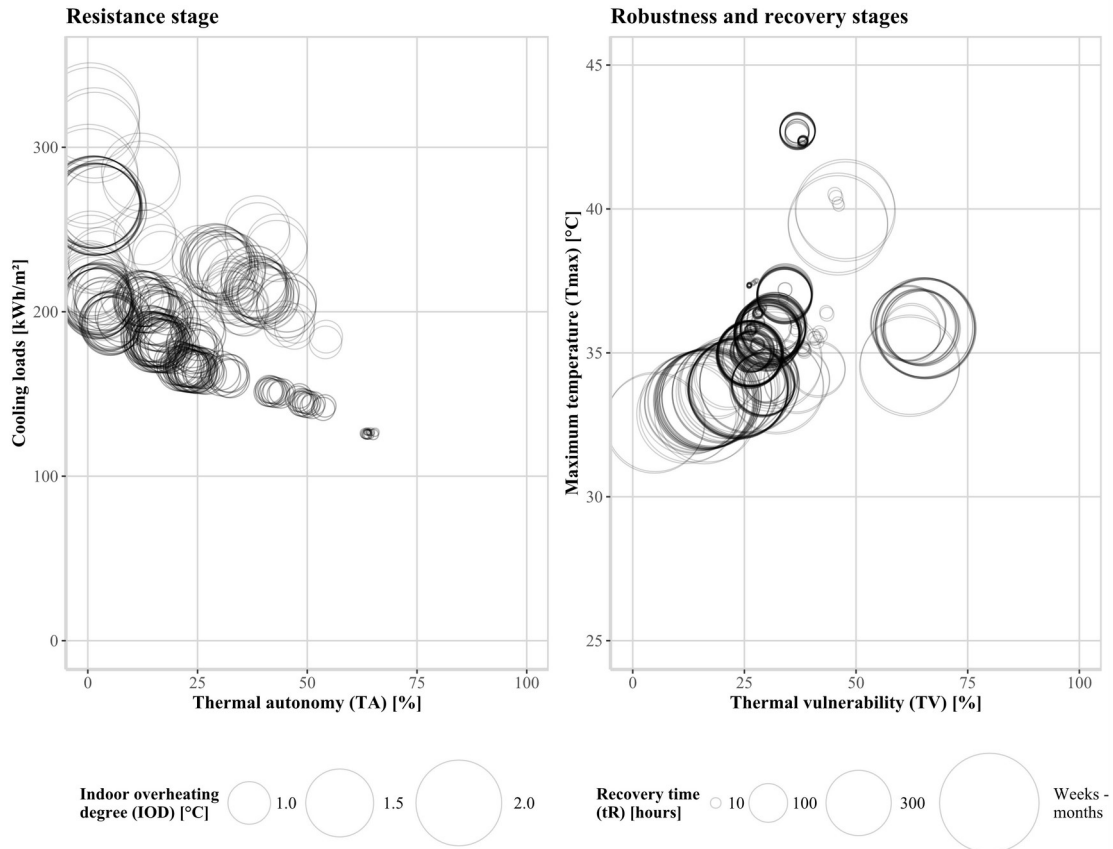 Resistance stage
Robustness and recovery stages
Cooling loads [kWh/m²]
300
200
100
0
0
25
50
75
100
Thermal autonomy (TA) [%]
Maximum temperature (Tmax) [°C]
45
40
35
30
25
0
25
50
75
100
Thermal vulnerability (TV) [%]
Indoor overheating
degree (IOD) [°C]
1.0
1.5
2.0
Recovery time
(tR) [hours]
10
100
300
Weeks -
months